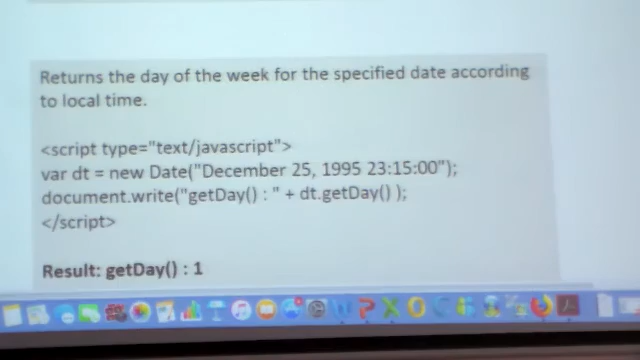 Returns the day of the week for the specified date according
to local time.
<script type="text/javascript">
var dt = new Date("December 25, 1995 23:15:00");
document.write("getDay() : " + dt.getDay() );
</script>
Result: getDay() : 1